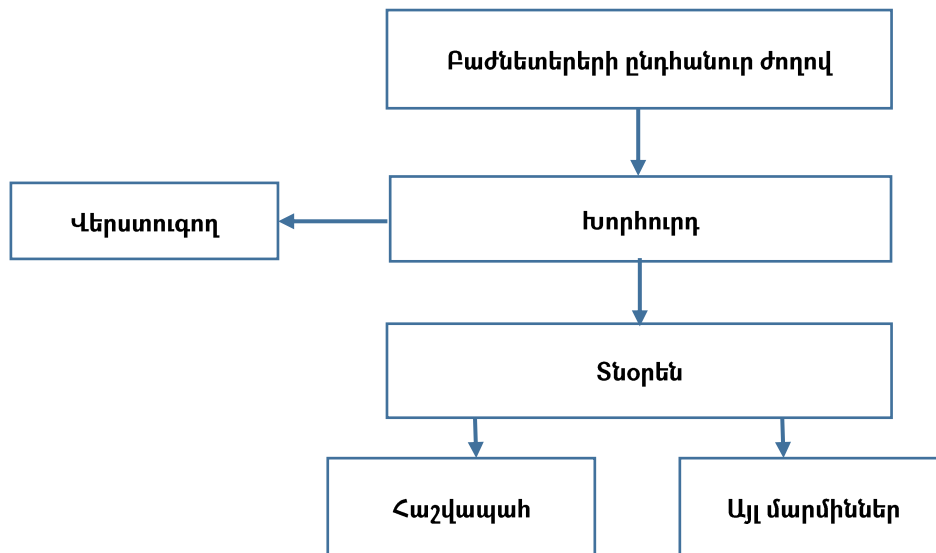 Բաժնետերերի ընդհանուր ժողով
Վերստուգող
Խորհուրդ
Տնօրեն
Հաշվապահ
Այլ մարմիններ